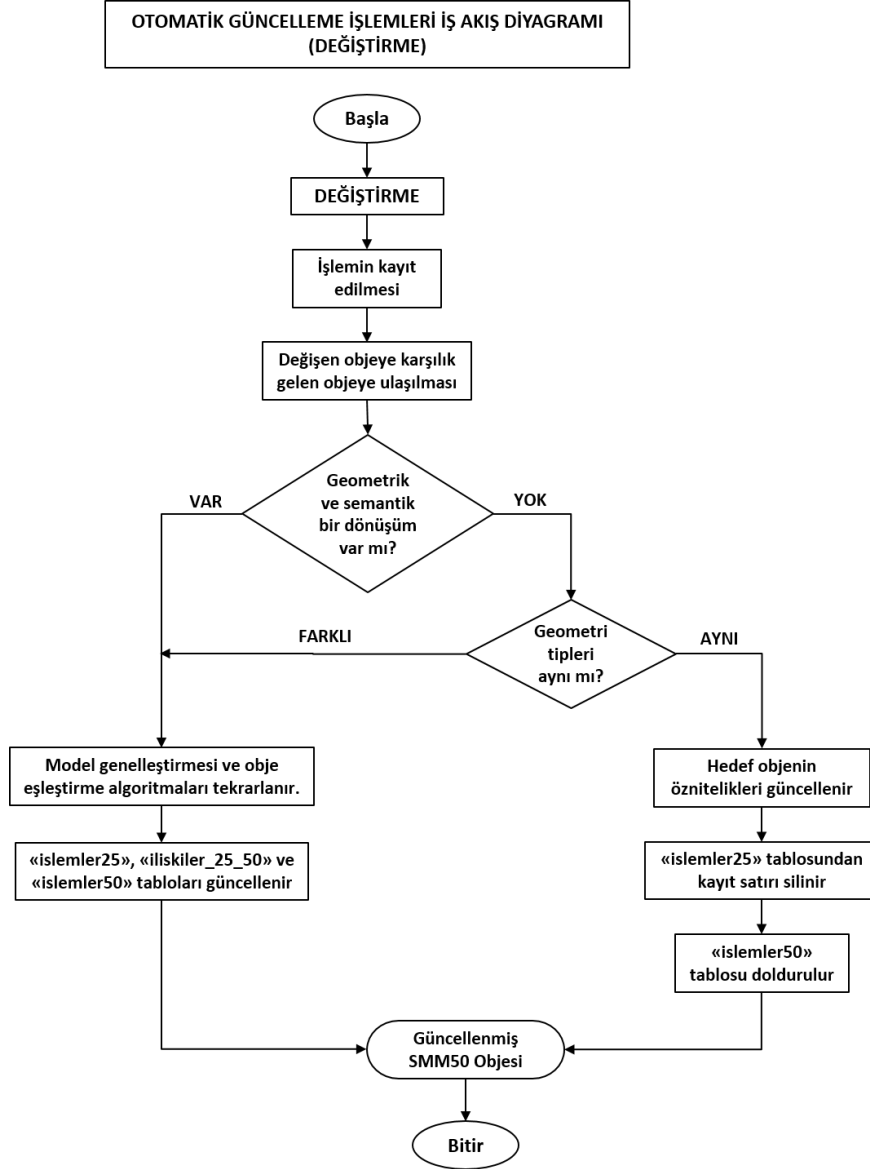 OTOMATİK GÜNCELLEME İŞLEMLERİ İŞ AKIŞ DİYAGRAMI
(DEĞİŞTİRME)
Başla
DEĞİŞTİRME
İşlemin kayıt
edilmesi
Değişen objeye karşılık
gelen objeye ulaşılması
Geometrik
ve semantik
bir dönüşüm
var mı?
VAR
YOK
Geometri
tipleri
aynı mı?
FARKLI
AYNI
Model genelleştirmesi ve obje
eşleştirme algoritmaları tekrarlanır.
«islemler25», «iliskiler_25_50» ve
«islemler50» tabloları güncellenir
Hedef objenin
öznitelikleri güncellenir
«islemler25» tablosundan
kayıt satırı silinir
«islemler50»
tablosu doldurulur
Güncellenmiş
SMM50 Objesi
Bitir